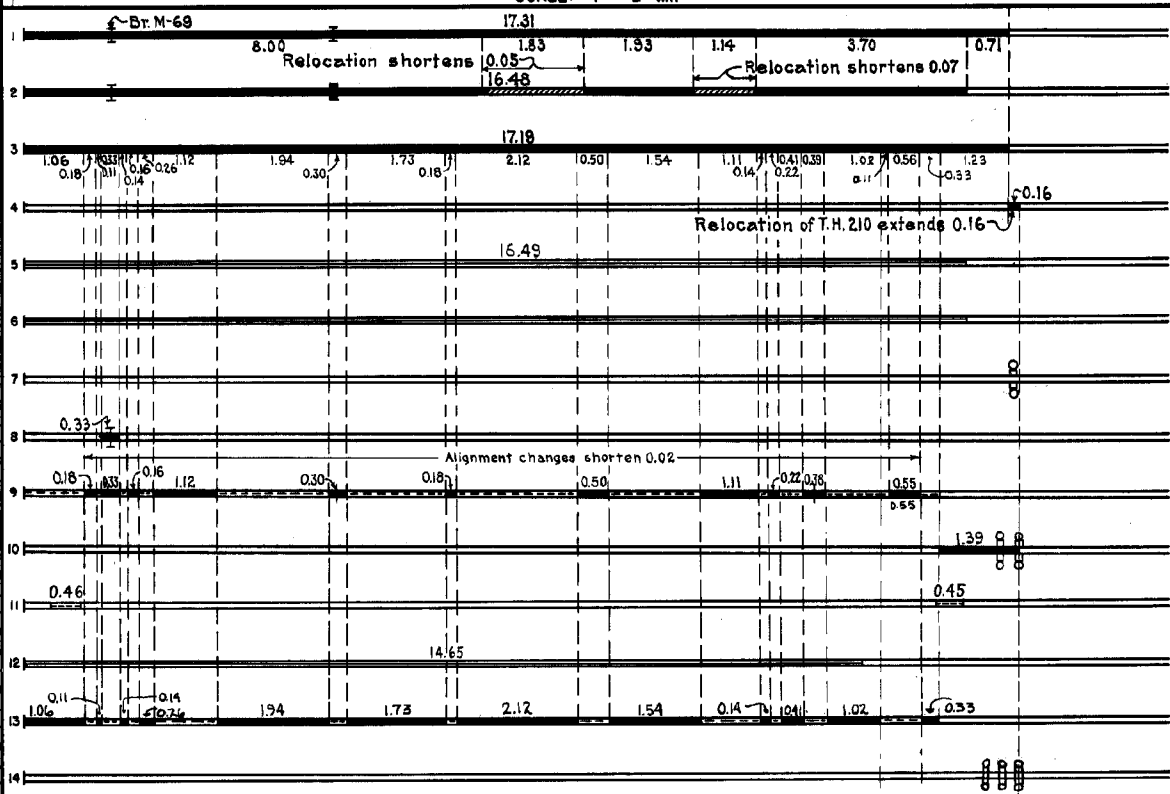 Br. M-69
17.31
1
8.00 1.83 1.93 1.14 3.70 0.71
Relocation shortens 0.05
Relocation shortens 0.07
16.48
2
17.18
3
1.06 0.33 1.12 1.94 1.73 2.12 0.50 1.54 1.11 0.41 0.39 1.02 0.56 1.23
0.18 0.11 0.14 0.16 0.26 0.30 0.18 0.14 0.22 0.11 0.33
4
0.16
Relocation of T.H. 210 extends 0.16
16.49
5
6
7
0.33
8
Alignment changes shorten 0.02
0.18 0.33 0.16 1.12 0.30 0.18 0.50 1.11 0.22 0.38 0.55
9
0.55
10
1.39
0.46 0.45
11
14.65
12
0.11 0.14
1.06 0.26 1.94 1.73 2.12 1.54 0.14 0.41 1.02 0.33
13
14